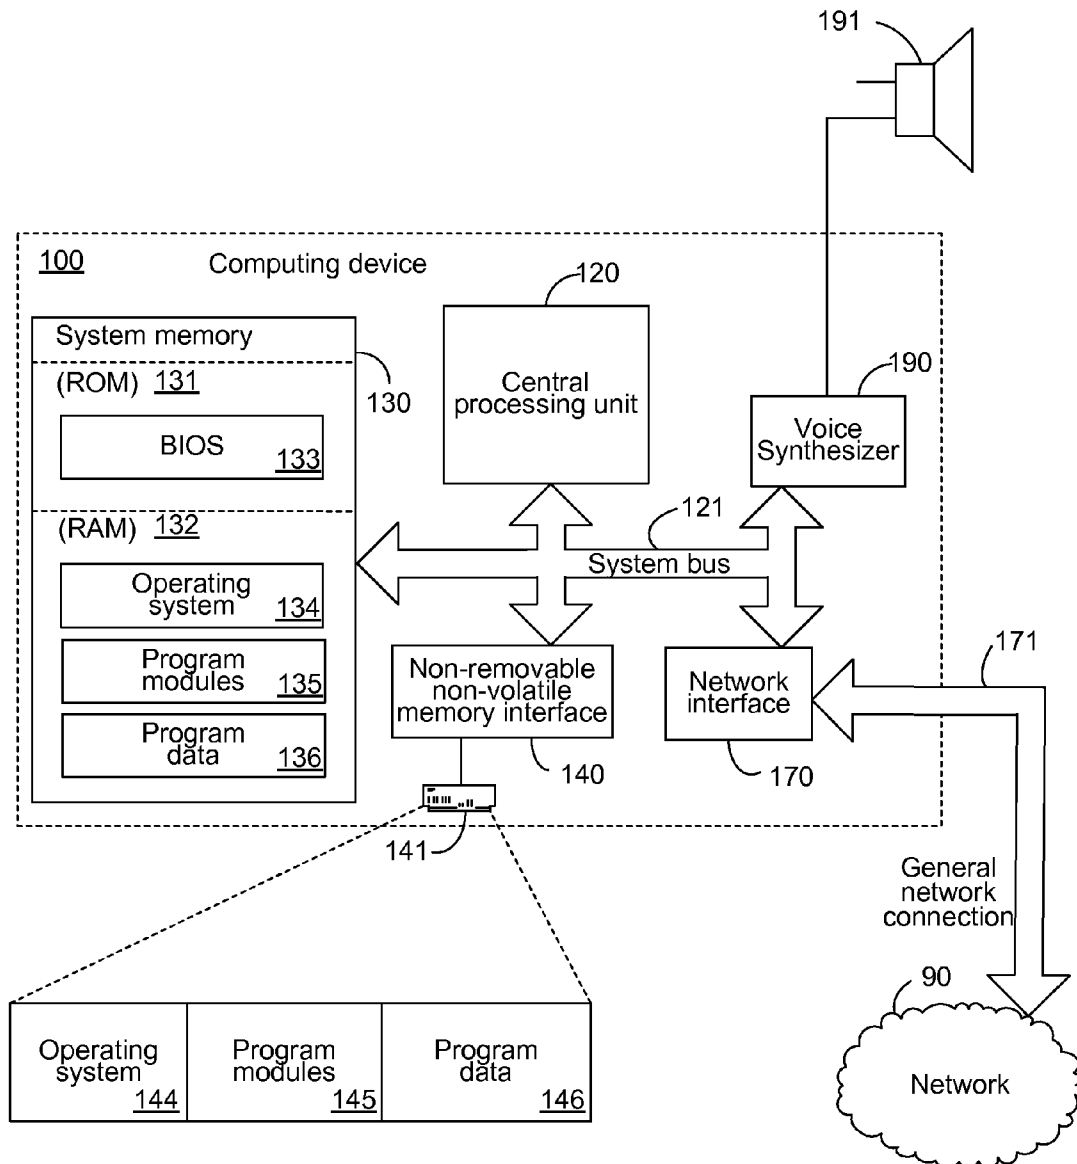 191
100 Computing device
120
System memory
130
(ROM) 131
BIOS 133
(RAM) 132
Operating
system 134
Program
modules 135
Program
data 136
Central
processing unit
190
Voice
Synthesizer
121
System bus
Non-removable
non-volatile
memory interface
140
141
Network
interface
170
171
General
network
connection
90
Network
Operating
system 144
Program
modules 145
Program
data 146